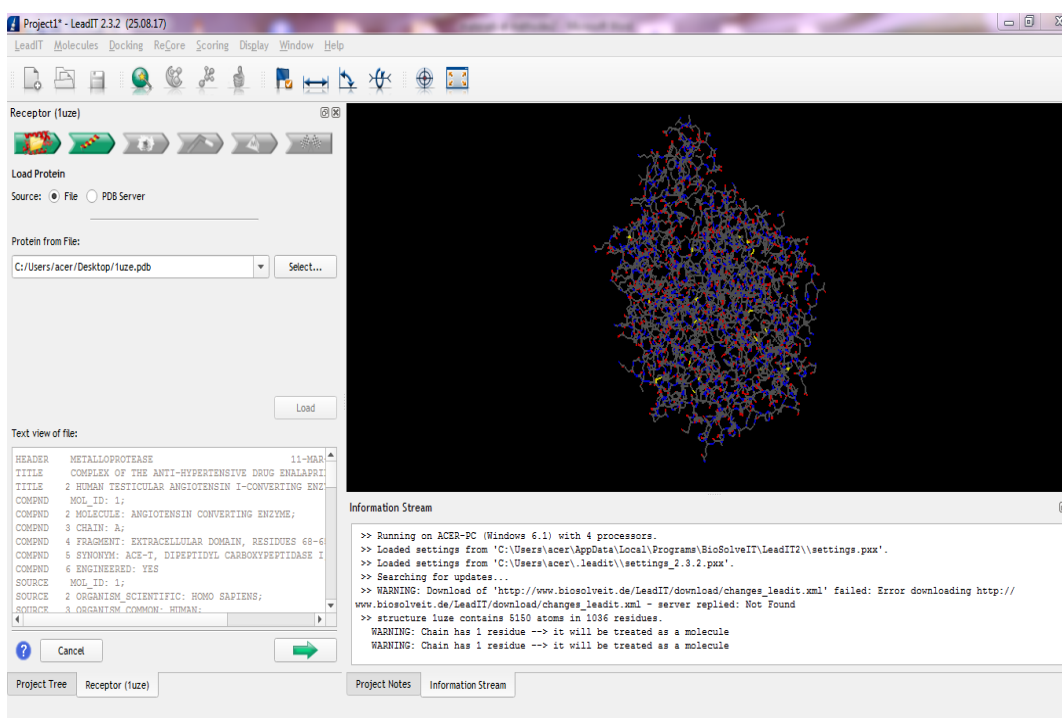 Project1* - LeadIT 2.3.2 (25.08.17)
LeadIT Molecules Docking ReCore Scoring Display Window Help
Receptor (1uze)
Load Protein
Source: File PDB Server
Protein from File:
C:/Users/acer/Desktop/1uze.pdb Select...
Load
Text view of file:
HEADER METALLOPROTEASE 11-MAR
TITLE COMPLEX OF THE ANTI-HYPERTENSIVE DRUG ENALAPRI
TITLE 2 HUMAN TESTICULAR ANGIOTENSIN I-CONVERTING ENZ
COMPND MOL_ID: 1;
COMPND 2 MOLECULE: ANGIOTENSIN CONVERTING ENZYME;
COMPND 3 CHAIN: A;
COMPND 4 FRAGMENT: EXTRACELLULAR DOMAIN, RESIDUES 68-6
COMPND 5 SYNONYM: ACE-T, DIPEPTIDYL CARBOXYPEPTIDASE I
COMPND 6 ENGINEERED: YES
SOURCE MOL_ID: 1;
SOURCE 2 ORGANISM_SCIENTIFIC: HOMO SAPIENS;
SOURCE 3 ORGANISM_COMMON: HUMAN;
Cancel
Project Tree Receptor (1uze)
Information Stream
>> Running on ACER-PC (Windows 6.1) with 4 processors.
>> Loaded settings from 'C:\Users\acer\AppData\Local\Programs\BioSolveIT\LeadIT2\\settings.pxx'.
>> Loaded settings from 'C:\Users\acer\.leadit\\settings_2.3.2.pxx'.
>> Searching for updates...
>> WARNING: Download of 'http://www.biosolveit.de/LeadIT/download/changes_leadit.xml' failed: Error downloading http://
www.biosolveit.de/LeadIT/download/changes_leadit.xml - server replied: Not Found
>> structure 1uze contains 5150 atoms in 1036 residues.
WARNING: Chain has 1 residue --> it will be treated as a molecule
WARNING: Chain has 1 residue --> it will be treated as a molecule
Project Notes Information Stream